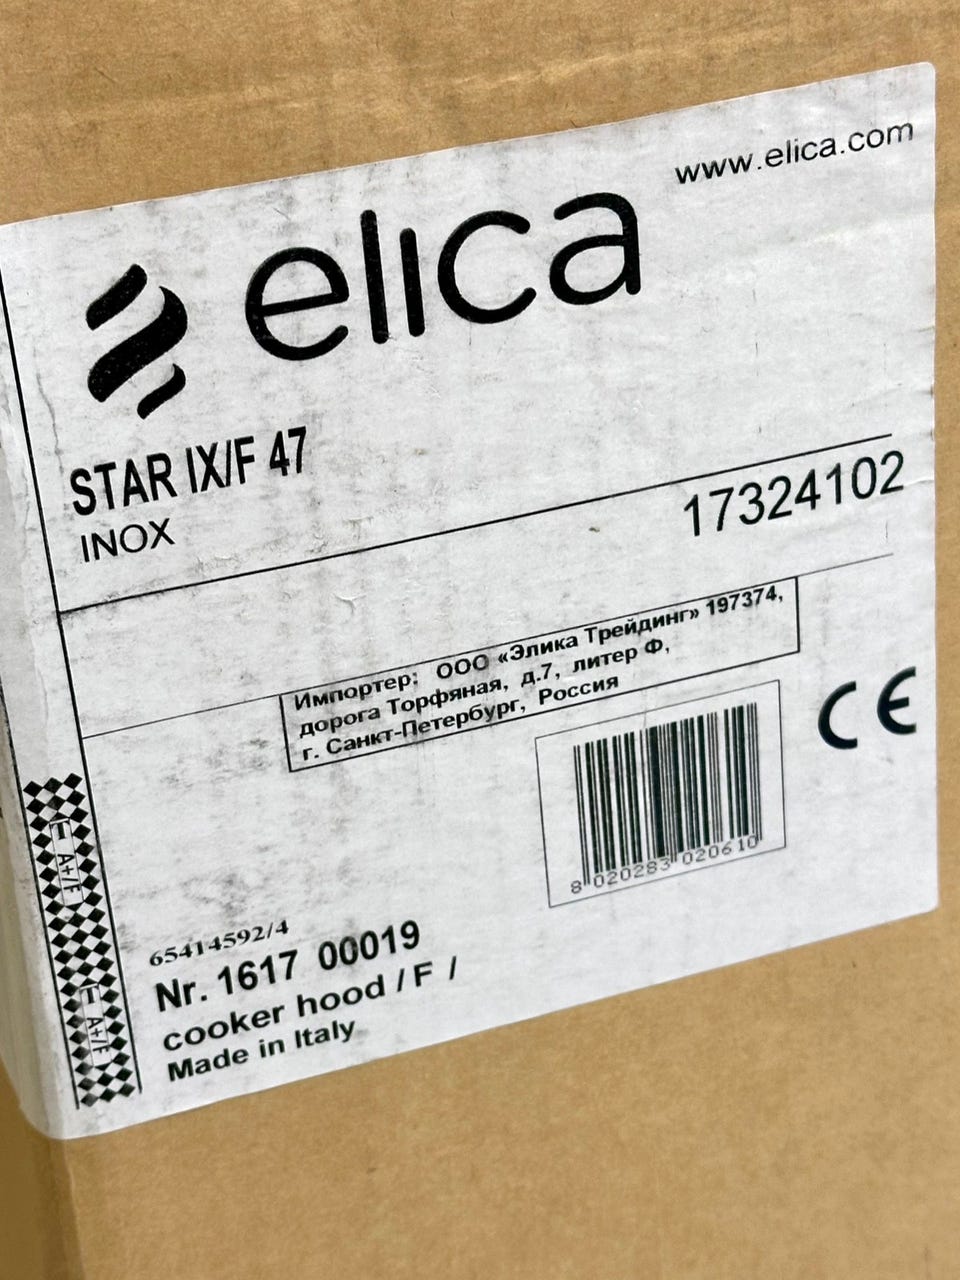 www.elica.com
elica
STAR IX/F 47
INOX
17324102
Импортер: ООО «Элика Трейдинг» 197374,
дорога Торфяная, д.7, литер Ф,
г. Санкт-Петербург, Россия
CE
8 020283 020610
A+/F
A+/F
65414592/4
Nr. 1617 00019
cooker hood / F /
Made in Italy